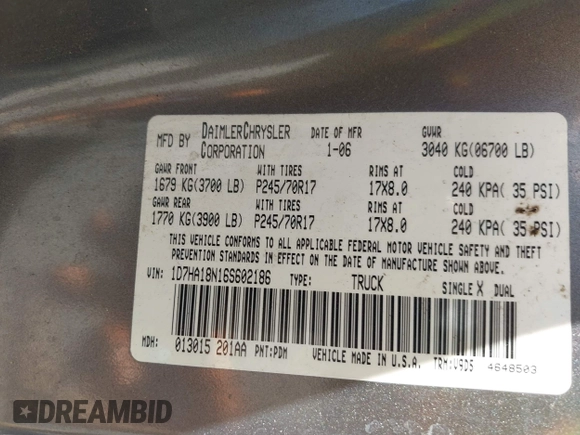 MFD BY DAIMLERCHRYSLER CORPORATION DATE OF MFR 1-06 GVWR 3040 KG(06700 LB)
GAWR FRONT WITH TIRES RIMS AT COLD
1679 KG(3700 LB) P245/70R17 17X8.0 240 KPA( 35 PSI)
GAWR REAR WITH TIRES RIMS AT COLD
1770 KG(3900 LB) P245/70R17 17X8.0 240 KPA( 35 PSI)
THIS VEHICLE CONFORMS TO ALL APPLICABLE FEDERAL MOTOR VEHICLE SAFETY AND THEFT
PREVENTION STANDARDS IN EFFECT ON THE DATE OF MANUFACTURE SHOWN ABOVE
VIN: 1D7HA18N16S602186 TYPE: TRUCK SINGLE X DUAL
MDH: 013015 201AA PNT:PDM VEHICLE MADE IN U.S.A. TRM:V9D5 4648503
DREAMBID